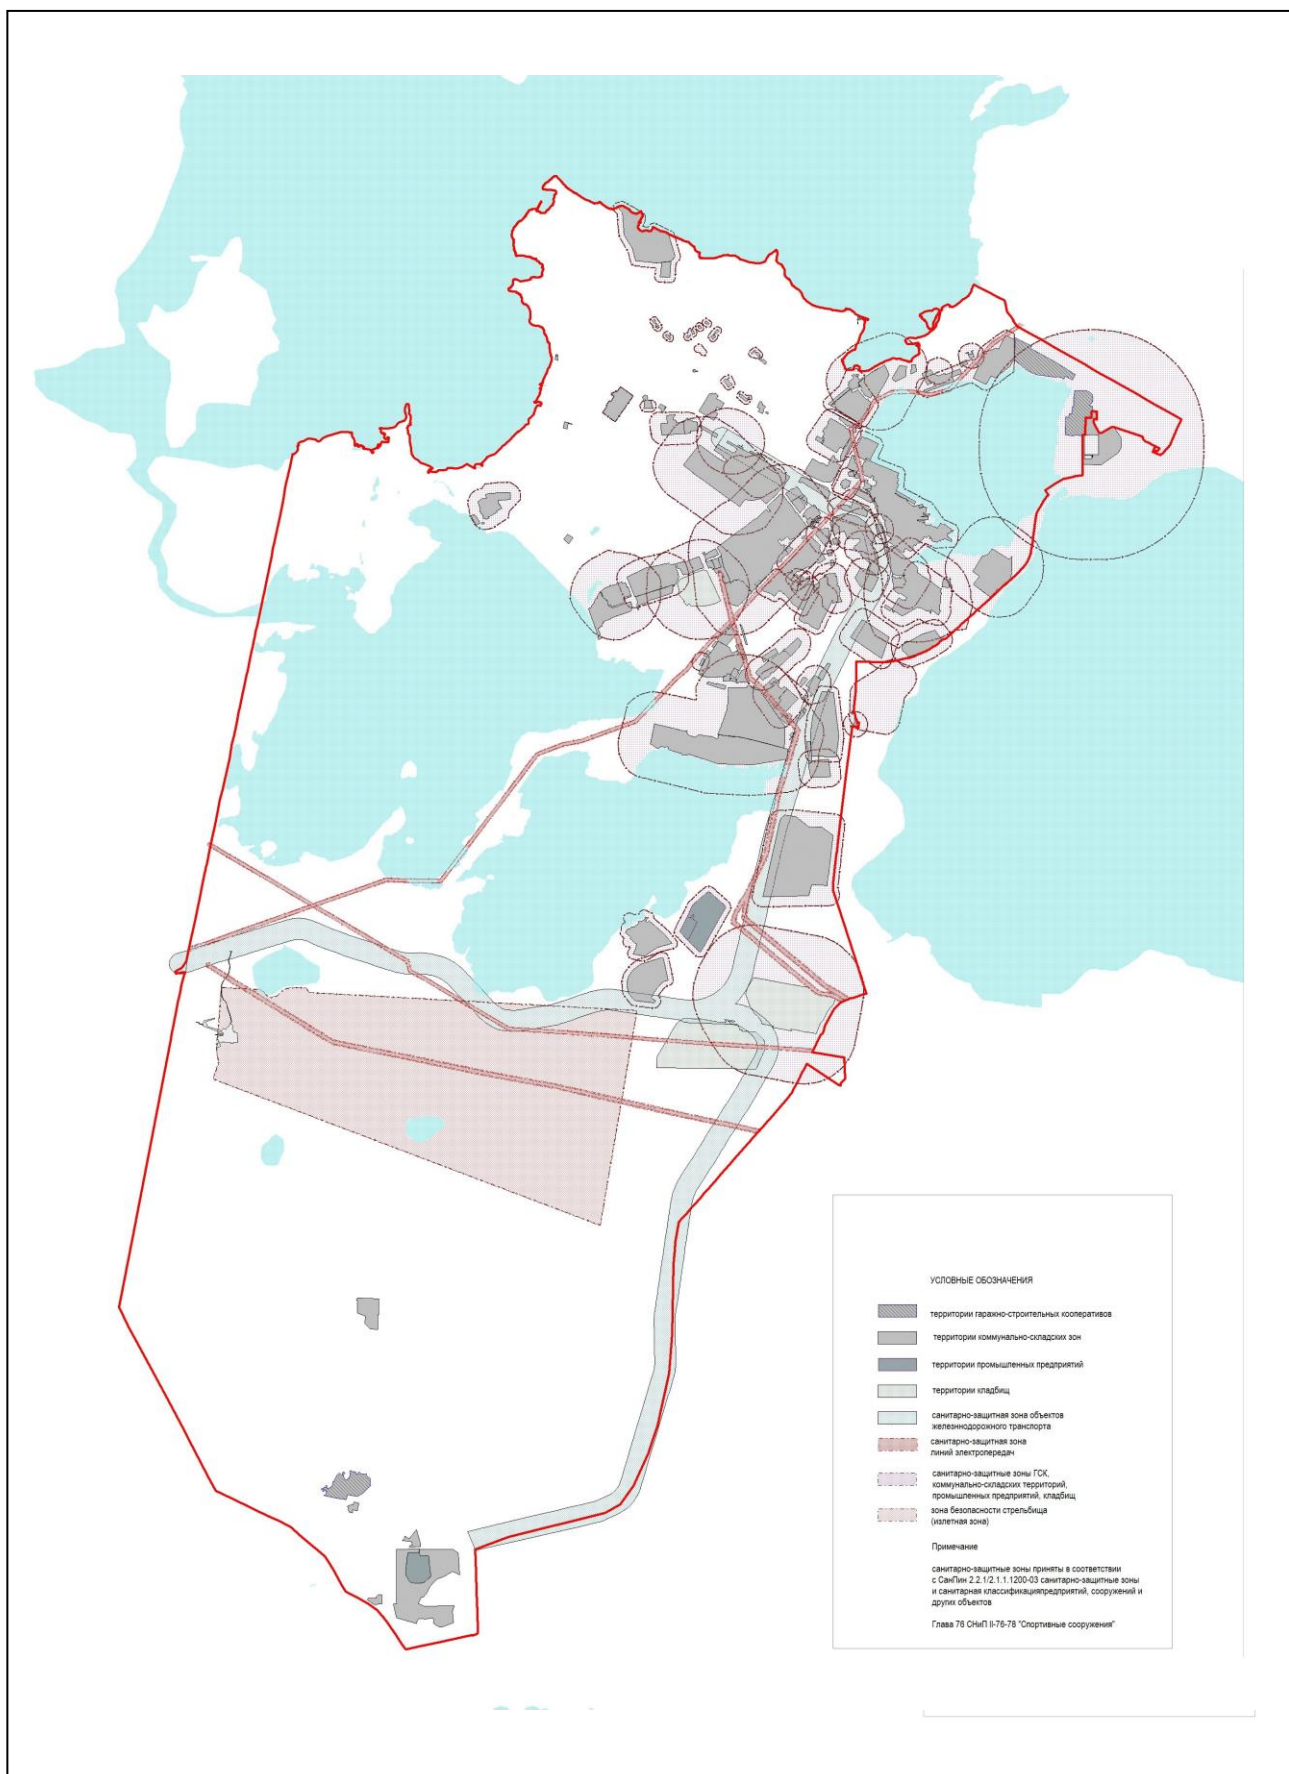 УСЛОВНЫЕ ОБОЗНАЧЕНИЯ
территории гаражно-строительных кооперативов
территории коммунально-складских зон
территории промышленных предприятий
территории кладбищ
санитарно-защитная зона объектов
железннодорожного транспорта
санитарно-защитная зона
линий электропередач
санитарно-защитные зоны ГСК,
коммунально-складских территорий,
промышленных предприятий, кладбищ
зона безопасности стрельбища
(излетная зона)
Примечание
санитарно-защитные зоны приняты в соответствии
с СанПин 2.2.1/2.1.1.1200-03 санитарно-защитные зоны
и санитарная классификацияпредприятий, сооружений и
других объектов
Глава 76 СНиП II-76-78 "Спортивные сооружения"